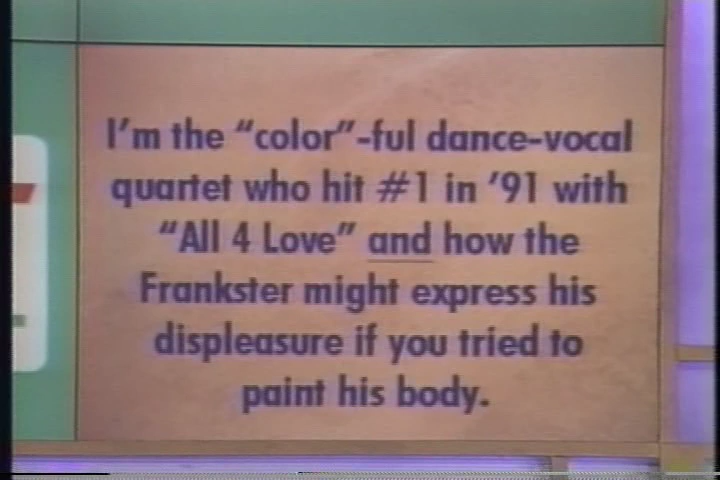 I'm the "color"-ful dance-vocal
quartet who hit #1 in '91 with
"All 4 Love" and how the
Frankster might express his
displeasure if you tried to
paint his body.